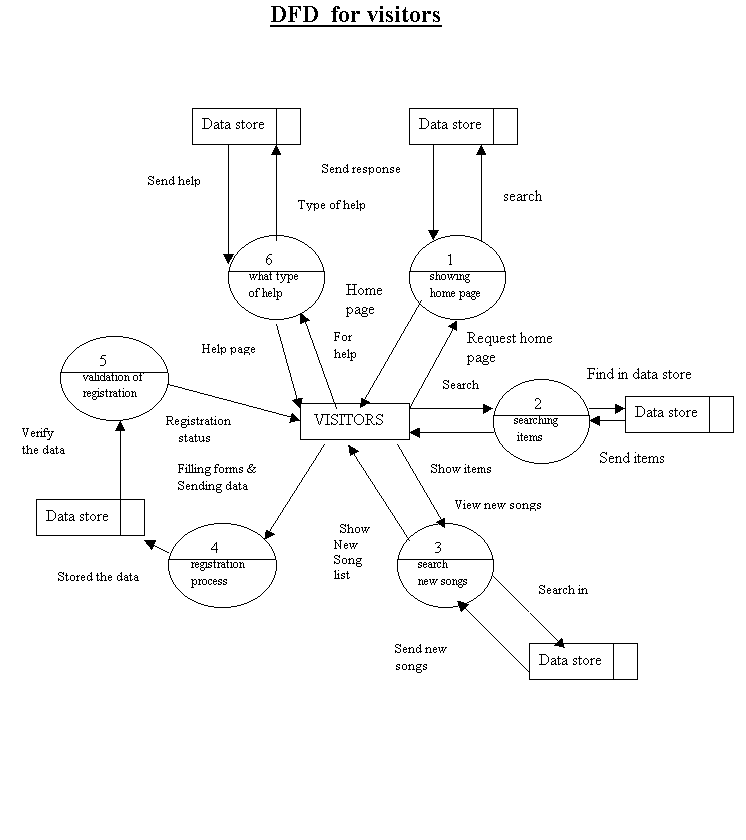 DFD  for visitors
Data store
Data store
Send help
Send response
Type of help
search
6
what type
of help
1
showing
home page
Home
page
For
help
Request home
page
Help page
5
validation of
registration
Search
Find in data store
2
searching
items
Data store
VISITORS
Registration
status
Verify
the data
Send items
Show items
Filling forms &
Sending data
View new songs
Data store
Show
New
Song
list
4
registration
process
3
search
new songs
Stored the data
Search in
Send new
songs
Data store